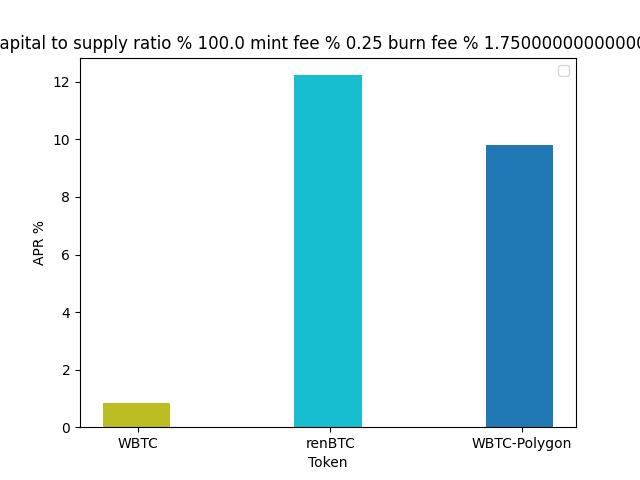 apital to supply ratio % 100.0 mint fee % 0.25 burn fee % 1.75000000000000
12
10
8
6
4
2
0
APR %
WBTC
renBTC
WBTC-Polygon
Token